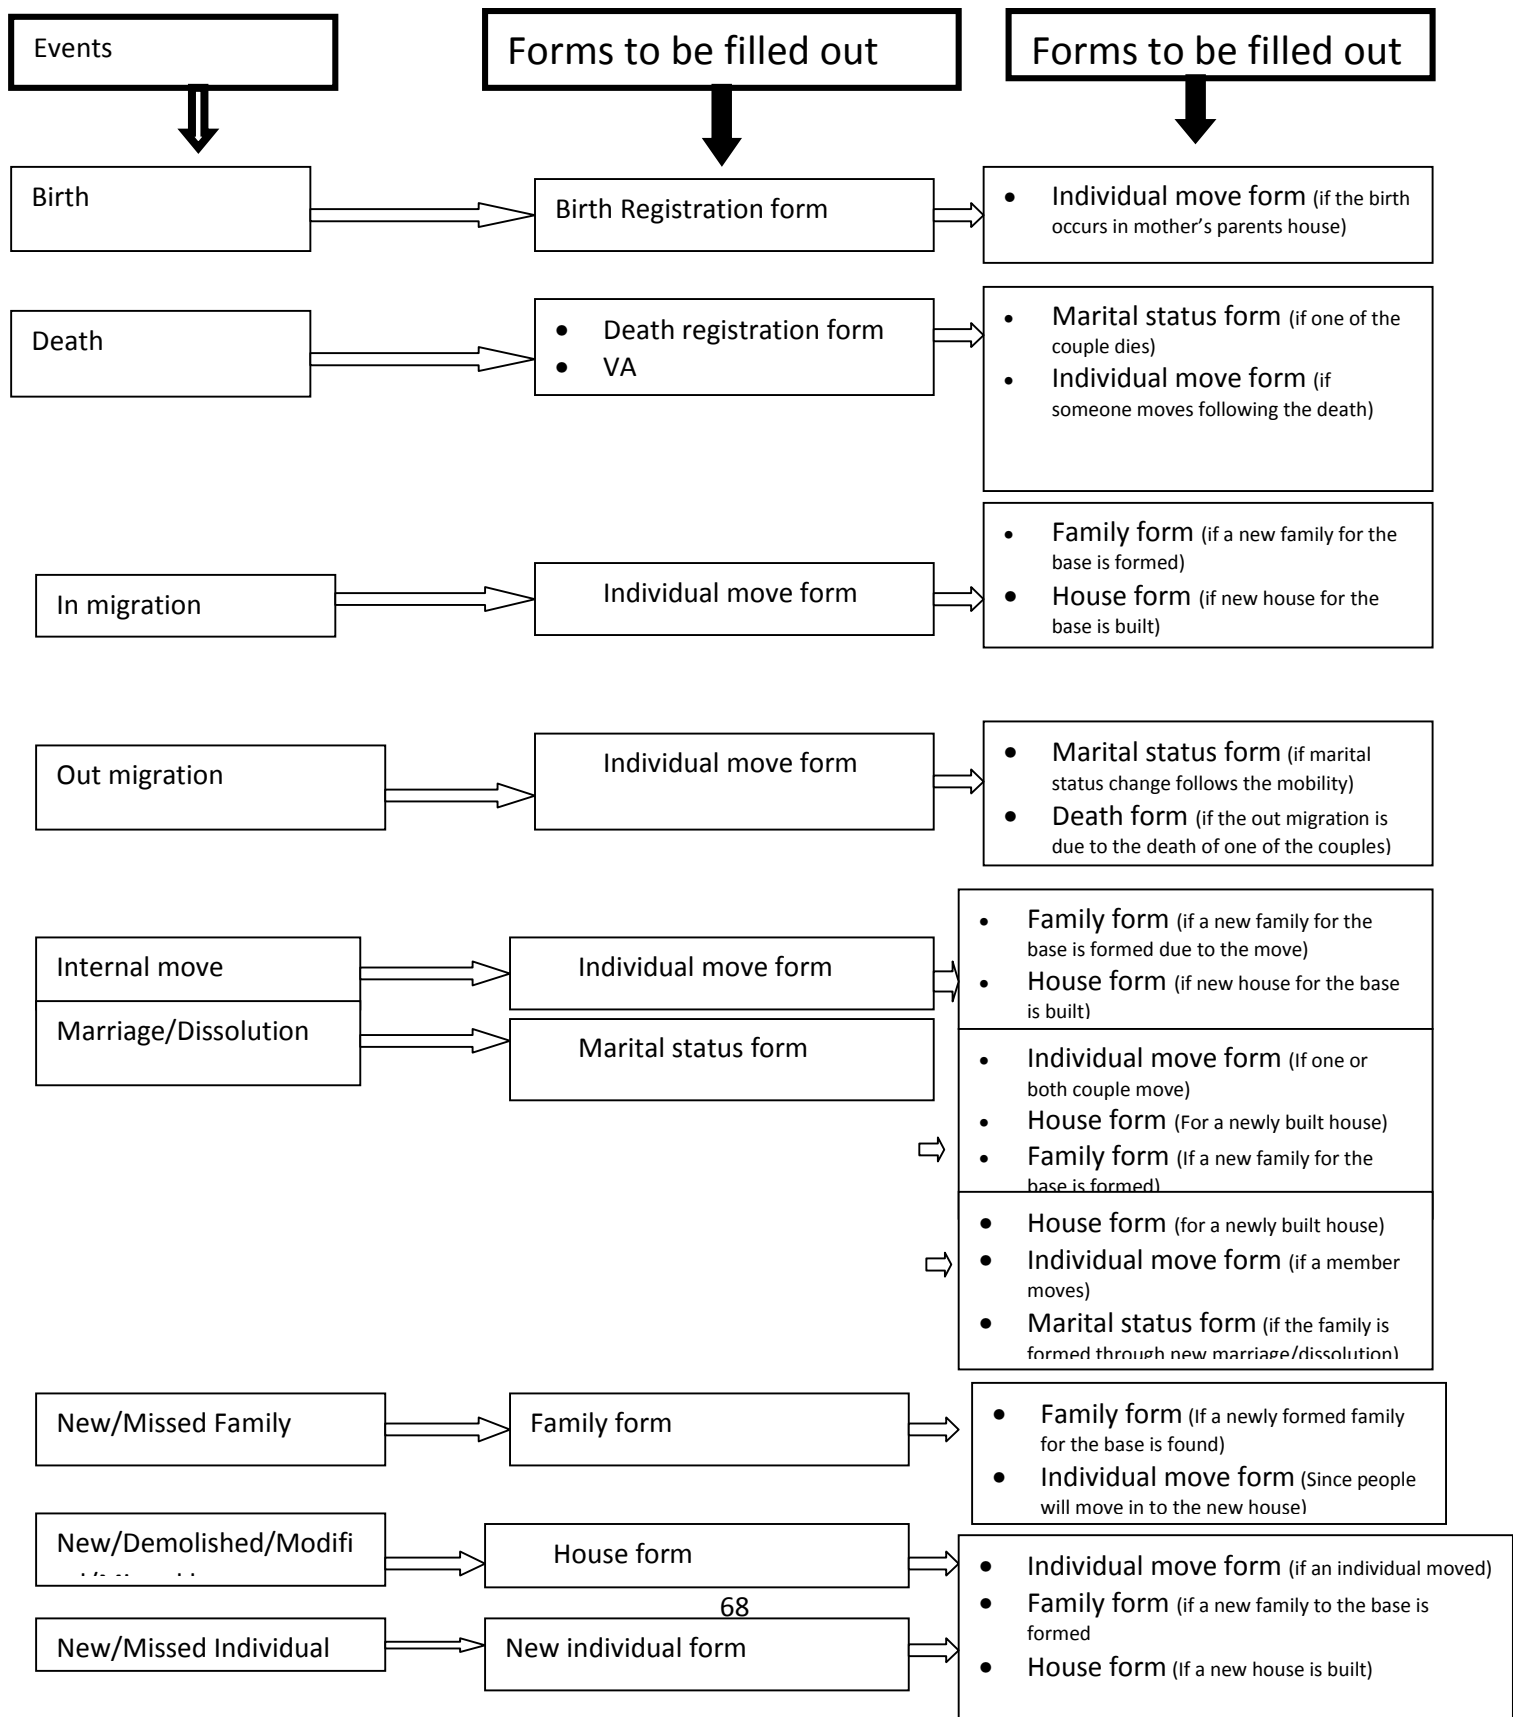 Events
Forms to be filled out
Forms to be filled out
Birth
Birth Registration form
• Individual move form (if the birth
occurs in mother’s parents house)
Death
• Death registration form
• VA
• Marital status form (if one of the
couple dies)
• Individual move form (if
someone moves following the death)
In migration
Individual move form
• Family form (if a new family for the
base is formed)
• House form (if new house for the
base is built)
Out migration
Individual move form
• Marital status form (if marital
status change follows the mobility)
• Death form (if the out migration is
due to the death of one of the couples)
Internal move
Individual move form
• Family form (if a new family for the
base is formed due to the move)
• House form (if new house for the base
is built)
Marriage/Dissolution
Marital status form
• Individual move form (If one or
both couple move)
• House form (For a newly built house)
• Family form (If a new family for the
base is formed)
• House form (for a newly built house)
• Individual move form (if a member
moves)
• Marital status form (if the family is
formed through new marriage/dissolution)
New/Missed Family
Family form
• Family form (If a newly formed family
for the base is found)
• Individual move form (Since people
will move in to the new house)
New/Demolished/Modifi
House form
• Individual move form (if an individual moved)
• Family form (if a new family to the base is
formed
• House form (If a new house is built)
68
New/Missed Individual
New individual form